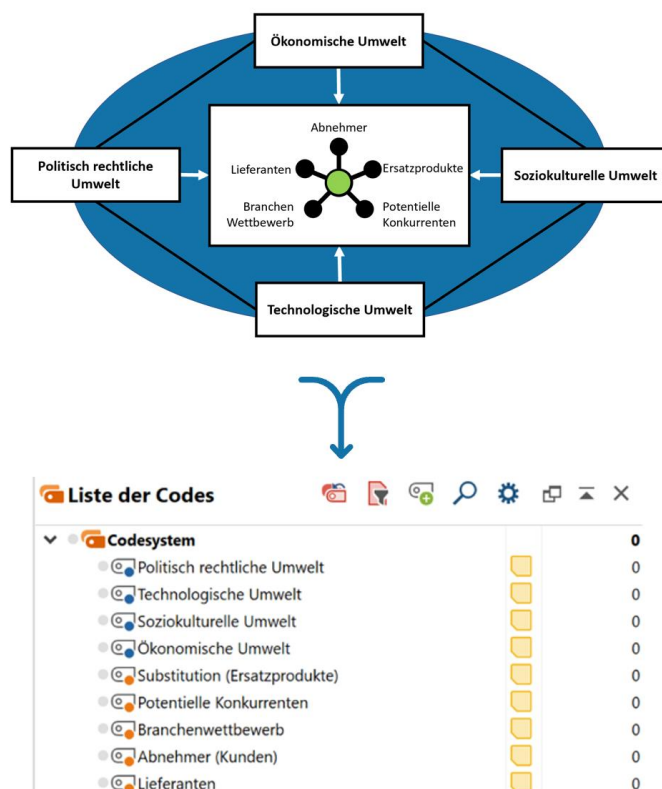 Ökonomische Umwelt
Abnehmer
Lieferanten
Ersatzprodukte
Politisch rechtliche
Umwelt
Soziokulturelle Umwelt
Branchen
Wettbewerb
Potentielle
Konkurrenten
Technologische Umwelt
Liste der Codes
Codesystem 0
Politisch rechtliche Umwelt 0
Technologische Umwelt 0
Soziokulturelle Umwelt 0
Ökonomische Umwelt 0
Substitution (Ersatzprodukte) 0
Potentielle Konkurrenten 0
Branchenwettbewerb 0
Abnehmer (Kunden) 0
Lieferanten 0